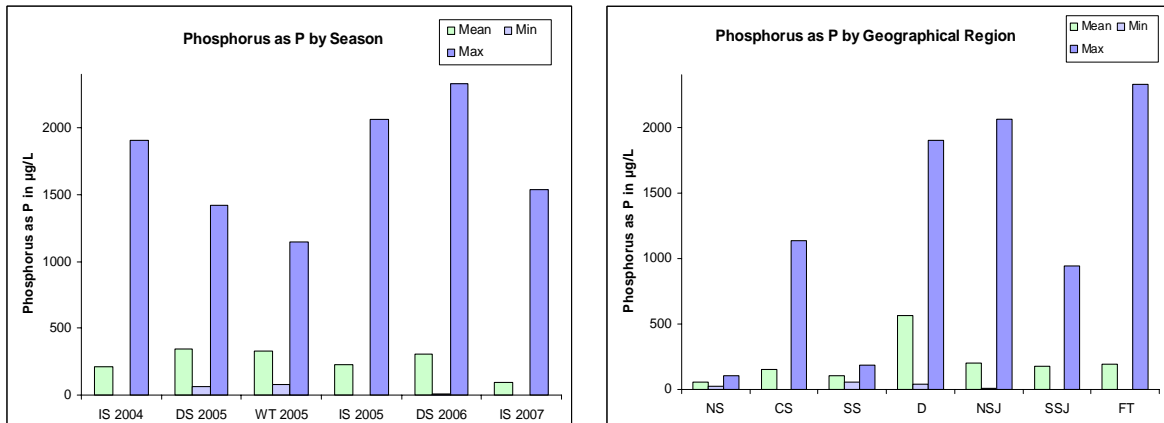 Phosphorus as P by Season
Mean Min
Max
Phosphorus as P in µg/L
2000
1500
1000
500
0
IS 2004 DS 2005 WT 2005 IS 2005 DS 2006 IS 2007
Phosphorus as P by Geographical Region
Mean Min
Max
Phosphorus as P in µg/L
2000
1500
1000
500
0
NS CS SS D NSJ SSJ FT